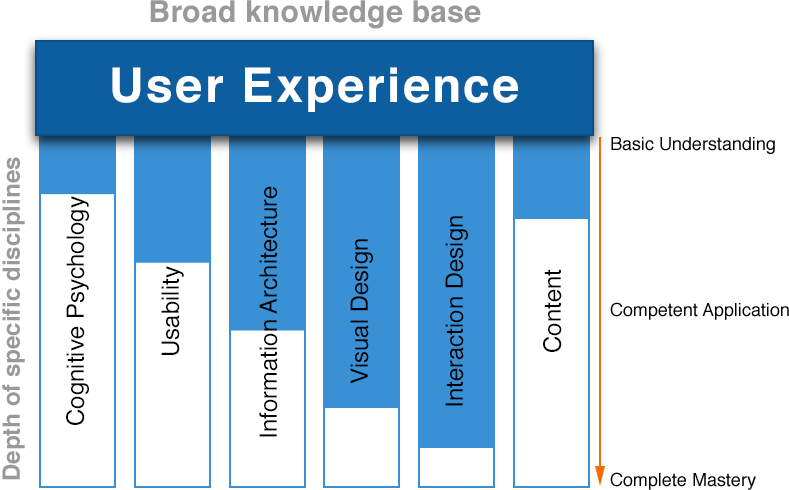 Broad knowledge base
User Experience
Depth of specific disciplines
Cognitive Psychology
Usability
Information Architecture
Visual Design
Interaction Design
Content
Basic Understanding
Competent Application
Complete Mastery